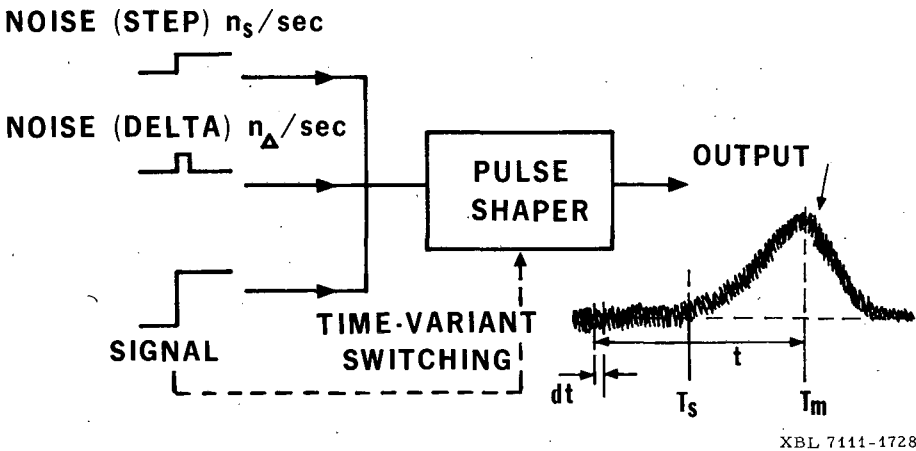 NOISE (STEP) nS/sec
NOISE (DELTA) nΔ/sec
PULSE
SHAPER
OUTPUT
SIGNAL
TIME-VARIANT
SWITCHING
t
dt
Ts
Tm
XBL 7111-1728